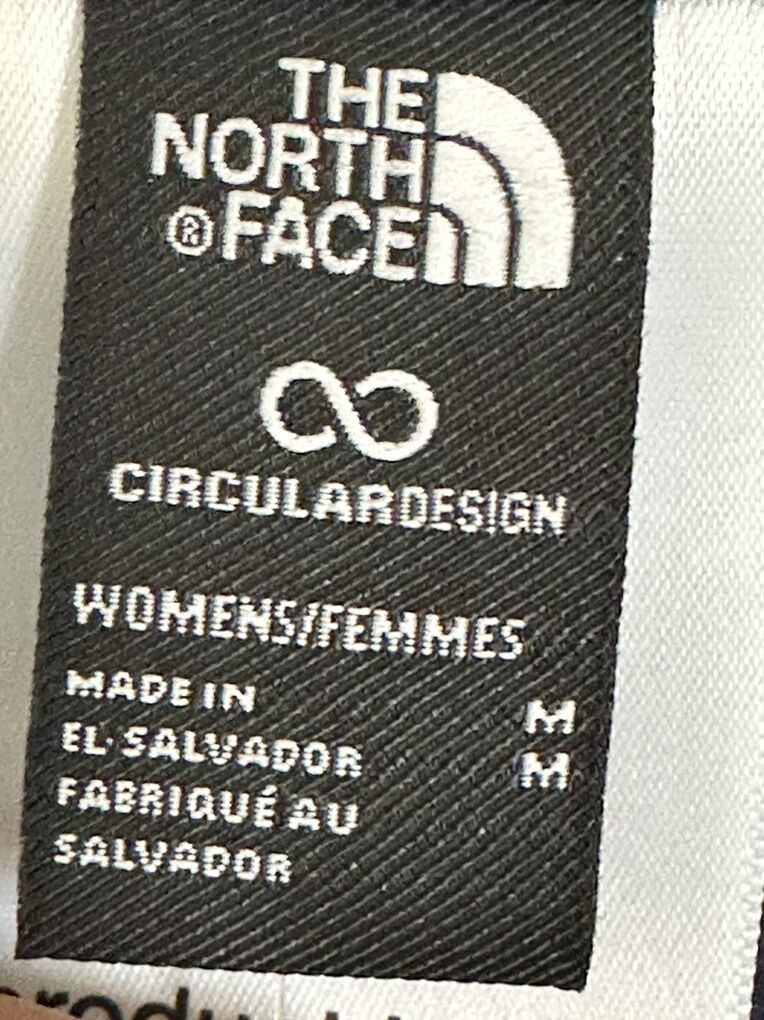 THE
NORTH
®FACE
CIRCULARDESIGN
WOMENS/FEMMES
MADE IN
EL SALVADOR
FABRIQUÉ AU
SALVADOR
M
M